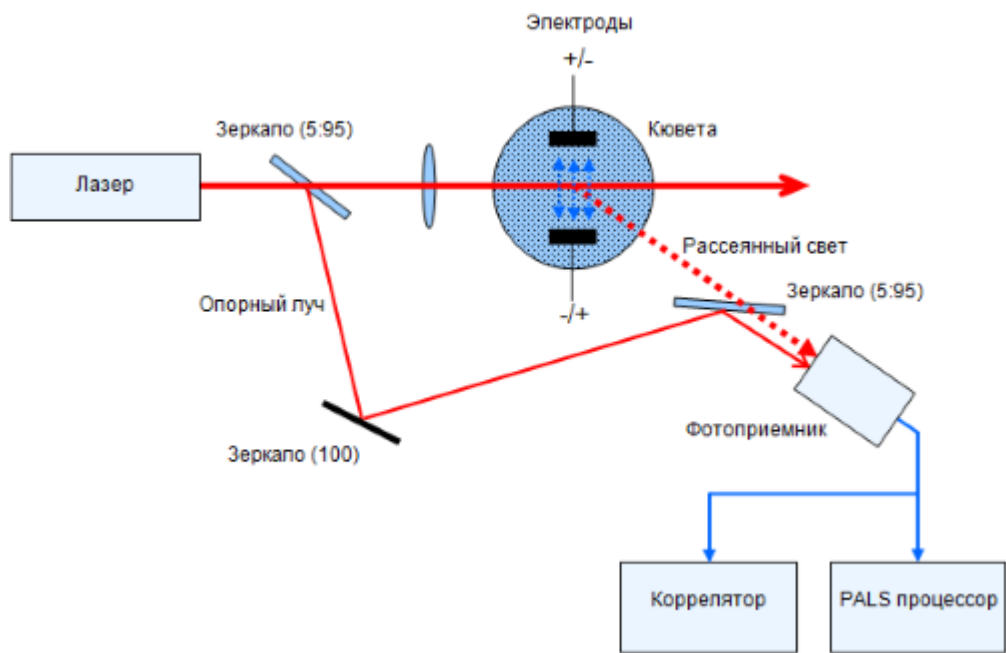 Электроды
+/-
Зеркало (5:95)
Кювета
Лазер
Рассеянный свет
Зеркало (5:95)
Опорный луч
-/+
Фотоприемник
Зеркало (100)
Коррелятор
PALS процессор